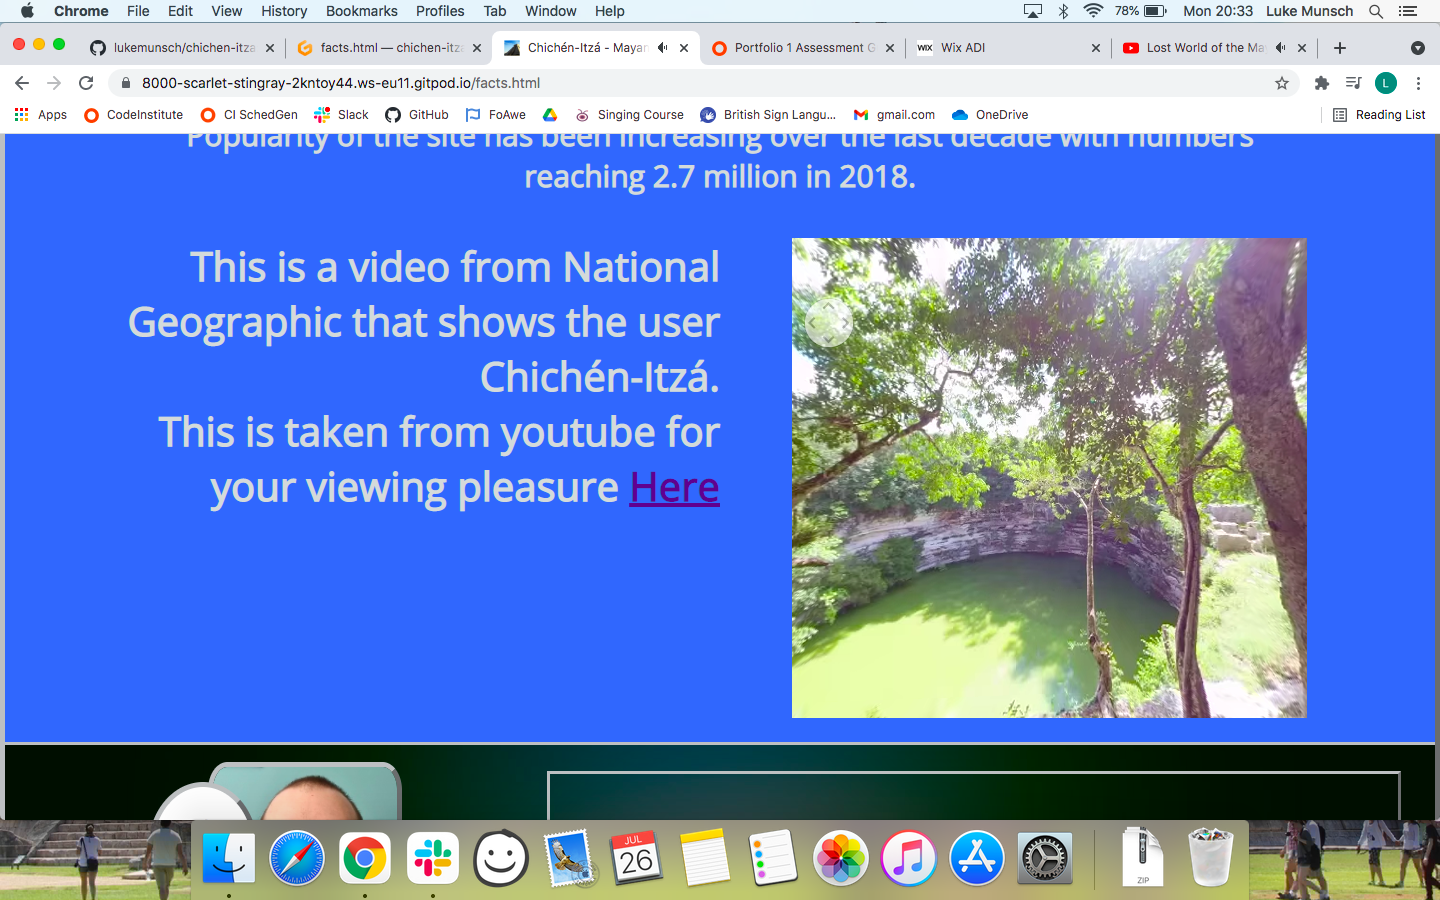 Chrome File Edit View History Bookmarks Profiles Tab Window Help 78% Mon 20:33 Luke Munsch
lukemunsch/chichen-itza facts.html — chichen-itza Chichén-Itzá - Mayan Portfolio 1 Assessment G WIX Wix ADI Lost World of the Ma
8000-scarlet-stingray-2kntoy44.ws-eu11.gitpod.io/facts.html L
Apps CodeInstitute CI SchedGen Slack GitHub FoAwe Singing Course British Sign Langu... gmail.com OneDrive Reading List
Popularity of the site has been increasing over the last decade with numbers
reaching 2.7 million in 2018.
This is a video from National
Geographic that shows the user
Chichén-Itzá.
This is taken from youtube for
your viewing pleasure Here
JUL
26
ZIP